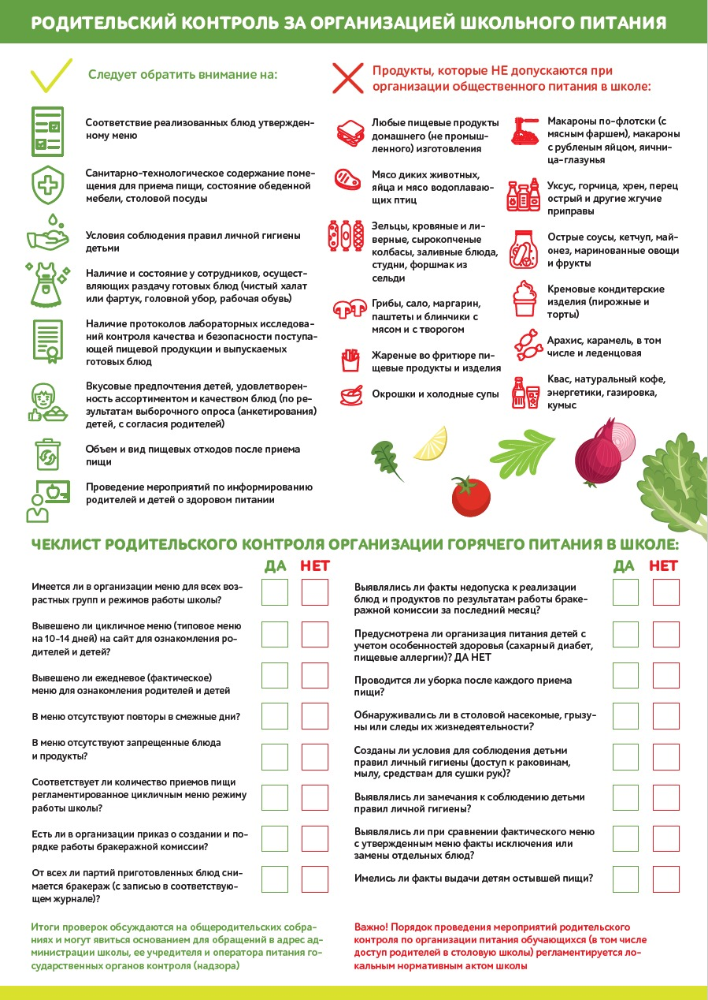 РОДИТЕЛЬСКИЙ КОНТРОЛЬ ЗА ОРГАНИЗАЦИЕЙ ШКОЛЬНОГО ПИТАНИЯ
Следует обратить внимание на:
Соответствие реализованных блюд утвержден-
ному меню
Санитарно-технологическое содержание поме-
щения для приема пищи, состояние обеденной
мебели, столовой посуды
Условия соблюдения правил личной гигиены
детьми
Наличие и состояние у сотрудников, осущест-
вляющих раздачу готовых блюд (чистый халат
или фартук, головной убор, рабочая обувь)
Наличие протоколов лабораторных исследова-
ний контроля качества и безопасности поступа-
ющей пищевой продукции и выпускаемых
готовых блюд
Вкусовые предпочтения детей, удовлетворен-
ность ассортиментом и качеством блюд (по ре-
зультатам выборочного опроса (анкетирования)
детей, с согласия родителей)
Объем и вид пищевых отходов после приема
пищи
Проведение мероприятий по информированию
родителей и детей о здоровом питании
Продукты, которые НЕ допускаются при
организации общественного питания в школе:
Любые пищевые продукты
домашнего (не промыш-
ленного) изготовления
Мясо диких животных,
яйца и мясо водоплаваю-
щих птиц
Зельцы, кровяные и ли-
верные, сырокопченые
колбасы, заливные блюда,
студни, форшмак из
сельди
Грибы, сало, маргарин,
паштеты и блинчики с
мясом и с творогом
Жареные во фритюре пи-
щевые продукты и изделия
Окрошки и холодные супы
Макароны по-флотски (с
мясным фаршем), макароны
с рубленым яйцом, яични-
ца-глазунья
Уксус, горчица, хрен, перец
острый и другие жгучие
приправы
Острые соусы, кетчуп, май-
онез, маринованные овощи
и фрукты
Кремовые кондитерские
изделия (пирожные и
торты)
Арахис, карамель, в том
числе и леденцовая
Квас, натуральный кофе,
энергетики, газировка,
кумыс
ЧЕКЛИСТ РОДИТЕЛЬСКОГО КОНТРОЛЯ ОРГАНИЗАЦИИ ГОРЯЧЕГО ПИТАНИЯ В ШКОЛЕ:
ДА НЕТ
Имеется ли в организации меню для всех воз-
растных групп и режимов работы школы?
Вывешено ли цикличное меню (типовое меню
на 10-14 дней) на сайт для ознакомления ро-
дителей и детей?
Вывешено ли ежедневное (фактическое)
меню для ознакомления родителей и детей
В меню отсутствуют повторы в смежные дни?
В меню отсутствуют запрещенные блюда
и продукты?
Соответствует ли количество приемов пищи
регламентированное цикличным меню режиму
работы школы?
Есть ли в организации приказ о создании и по-
рядке работы бракеражной комиссии?
От всех ли партий приготовленных блюд сни-
мается бракераж (с записью в соответствую-
щем журнале)?
ДА НЕТ
Выявлялись ли факты недопуска к реализации
блюд и продуктов по результатам работы браке-
ражной комиссии за последний месяц?
Предусмотрена ли организация питания детей с
учетом особенностей здоровья (сахарный диабет,
пищевые аллергии)? ДА НЕТ
Проводится ли уборка после каждого приема
пищи?
Обнаруживались ли в столовой насекомые, грызу-
ны или следы их жизнедеятельности?
Созданы ли условия для соблюдения детьми
правил личный гигиены (доступ к раковинам,
мылу, средствам для сушки рук)?
Выявлялись ли замечания к соблюдению детьми
правил личной гигиены?
Выявлялись ли при сравнении фактического меню
с утвержденным меню факты исключения или
замены отдельных блюд?
Имелись ли факты выдачи детям остывшей пищи?
Итоги проверок обсуждаются на общеродительских собра-
ниях и могут явиться основанием для обращений в адрес ад-
министрации школы, ее учредителя и оператора питания го-
сударственных органов контроля (надзора)
Важно! Порядок проведения мероприятий родительского
контроля по организации питания обучающихся (в том числе
доступ родителей в столовую школы) регламентируется ло-
кальным нормативным актом школы